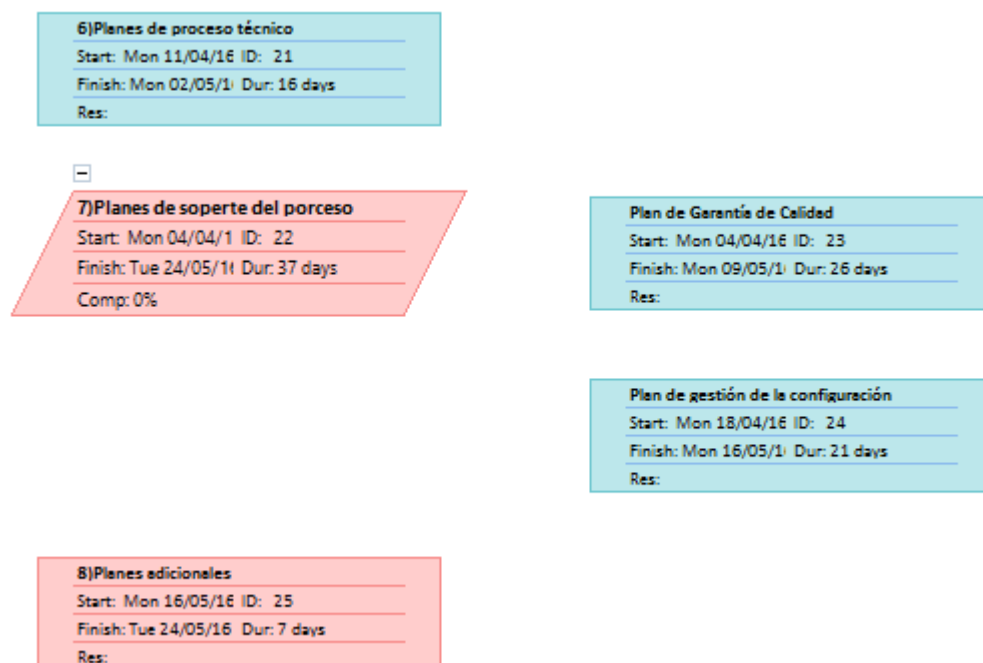 6)Planes de proceso técnico
Start: Mon 11/04/16 ID: 21
Finish: Mon 02/05/1 Dur: 16 days
Res:
7)Planes de soperte del porceso
Start: Mon 04/04/1 ID: 22
Finish: Tue 24/05/1 Dur: 37 days
Comp: 0%
Plan de Garantía de Calidad
Start: Mon 04/04/16 ID: 23
Finish: Mon 09/05/1 Dur: 26 days
Res:
Plan de gestión de la configuración
Start: Mon 18/04/16 ID: 24
Finish: Mon 16/05/1 Dur: 21 days
Res:
8)Planes adicionales
Start: Mon 16/05/16 ID: 25
Finish: Tue 24/05/16 Dur: 7 days
Res: